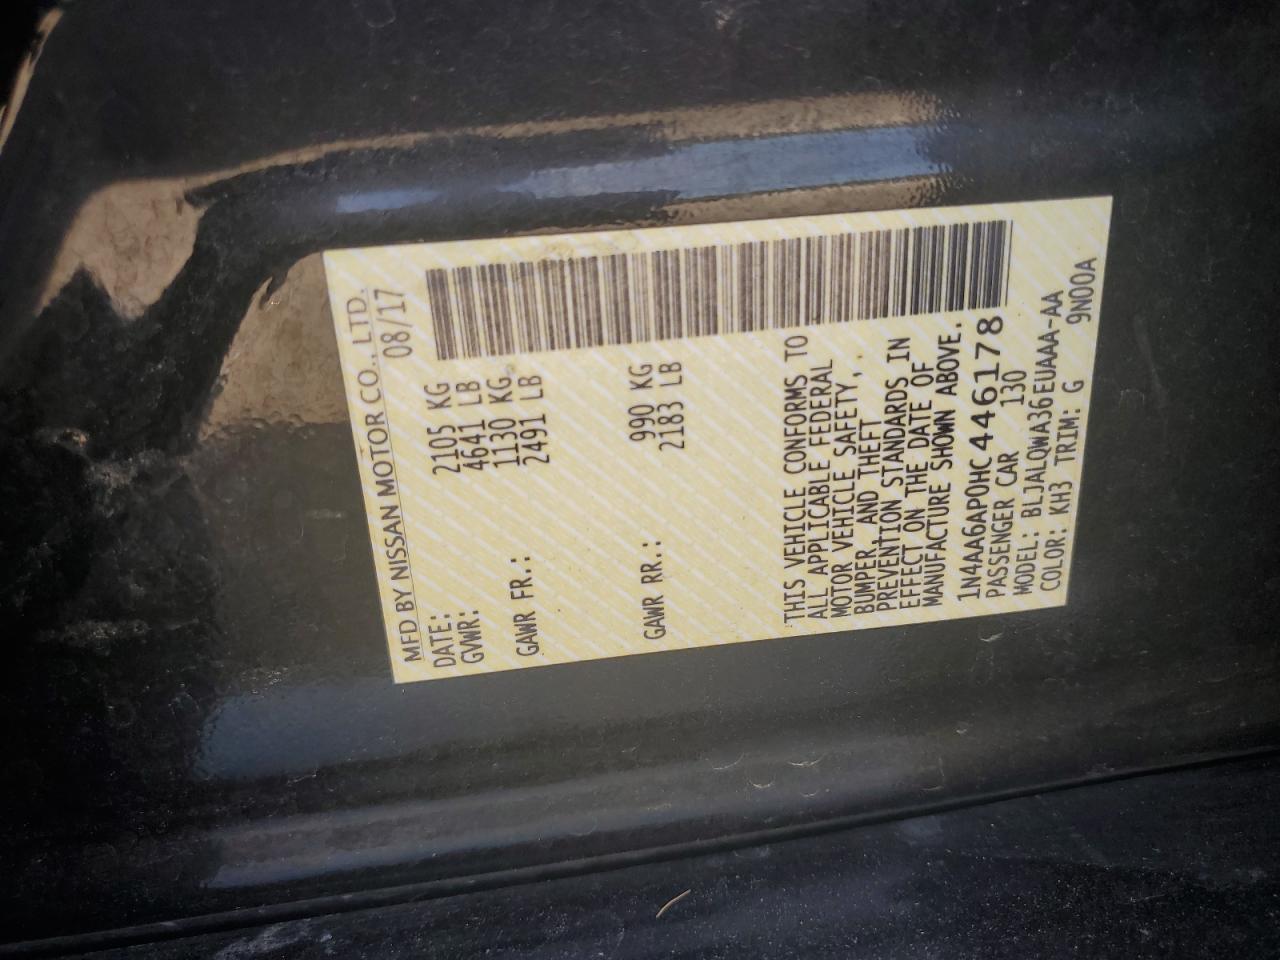 MFD BY NISSAN MOTOR CO., LTD.
DATE: 08/17
GVWR: 2105 KG
4641 LB
GAWR FR.: 1130 KG
2491 LB
GAWR RR.: 990 KG
2183 LB
THIS VEHICLE CONFORMS TO
ALL APPLICABLE FEDERAL
MOTOR VEHICLE SAFETY,
BUMPER, AND THEFT
PREVENTION STANDARDS IN
EFFECT ON THE DATE OF
MANUFACTURE SHOWN ABOVE.
1N4AA6AP0HC446178
PASSENGER CAR 130
MODEL: BLJALQWA36EUAAA-AA
COLOR: KH3 TRIM: G 9N00A